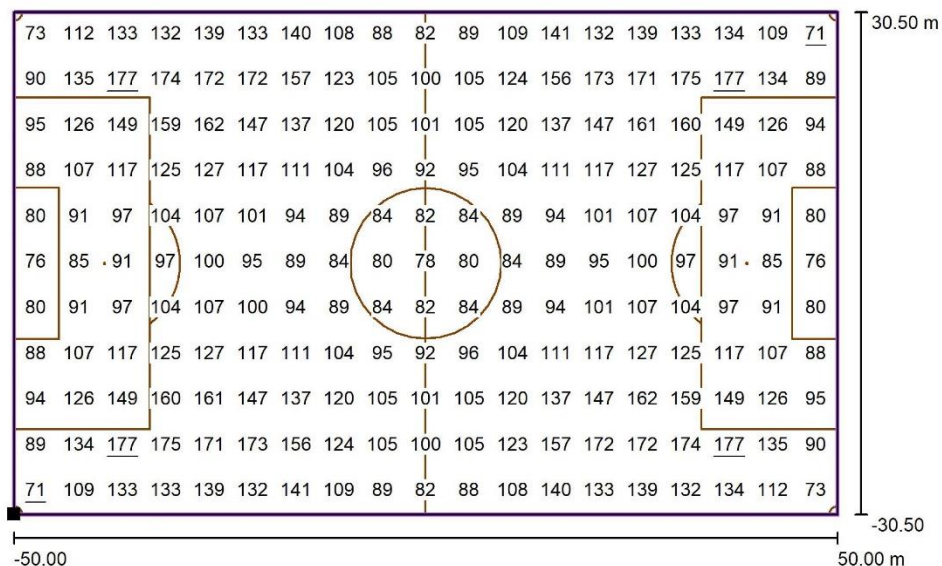 73 112 133 132 139 133 140 108 88 82 89 109 141 132 139 133 134 109 71
30.50 m
90 135 177 174 172 172 157 123 105 100 105 124 156 173 171 175 177 134 89
95 126 149 159 162 147 137 120 105 101 105 120 137 147 161 160 149 126 94
88 107 117 125 127 117 111 104 96 92 95 104 111 117 127 125 117 107 88
80 91 97 104 107 101 94 89 84 82 84 89 94 101 107 104 97 91 80
76 85 91 97 100 95 89 84 80 78 80 84 89 95 100 97 91 85 76
80 91 97 104 107 100 94 89 84 82 84 89 94 101 107 104 97 91 80
88 107 117 125 127 117 111 104 95 92 96 104 111 117 127 125 117 107 88
94 126 149 160 161 147 137 120 105 101 105 120 137 147 162 159 149 126 95
89 134 177 175 171 173 156 124 105 100 105 123 157 172 172 174 177 135 90
71 109 133 133 139 132 141 109 89 82 88 108 140 133 139 132 134 112 73
-30.50
-50.00 50.00 m